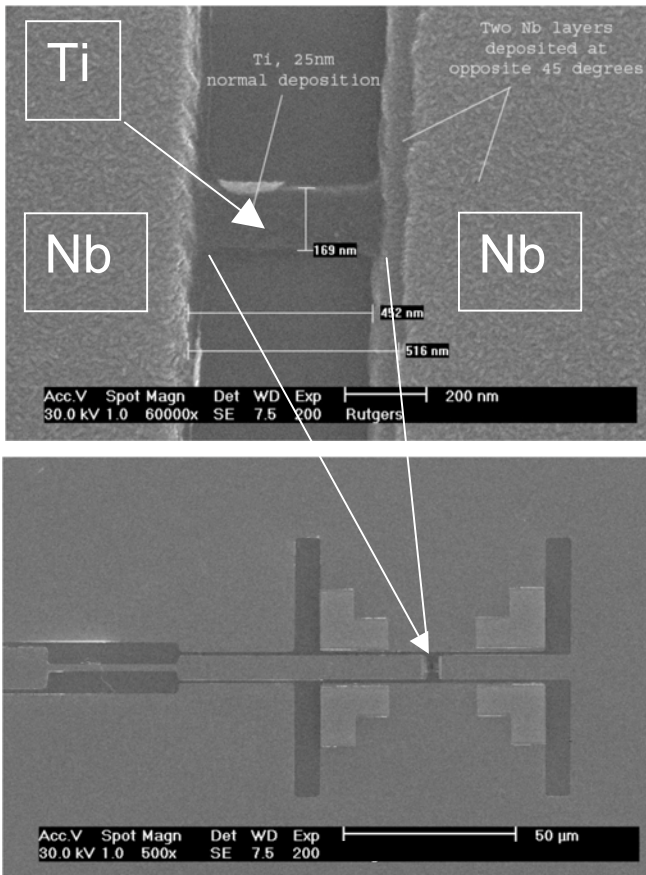 Ti
Ti, 25nm
normal deposition
Two Nb layers
deposited at
opposite 45 degrees
Nb
Nb
169 nm
452 nm
516 nm
Acc.V Spot Magn Det WD Exp 200 nm
30.0 kV 1.0 60000x SE 7.5 200 Rutgers
Acc.V Spot Magn Det WD Exp 50 µm
30.0 kV 1.0 500x SE 7.5 200